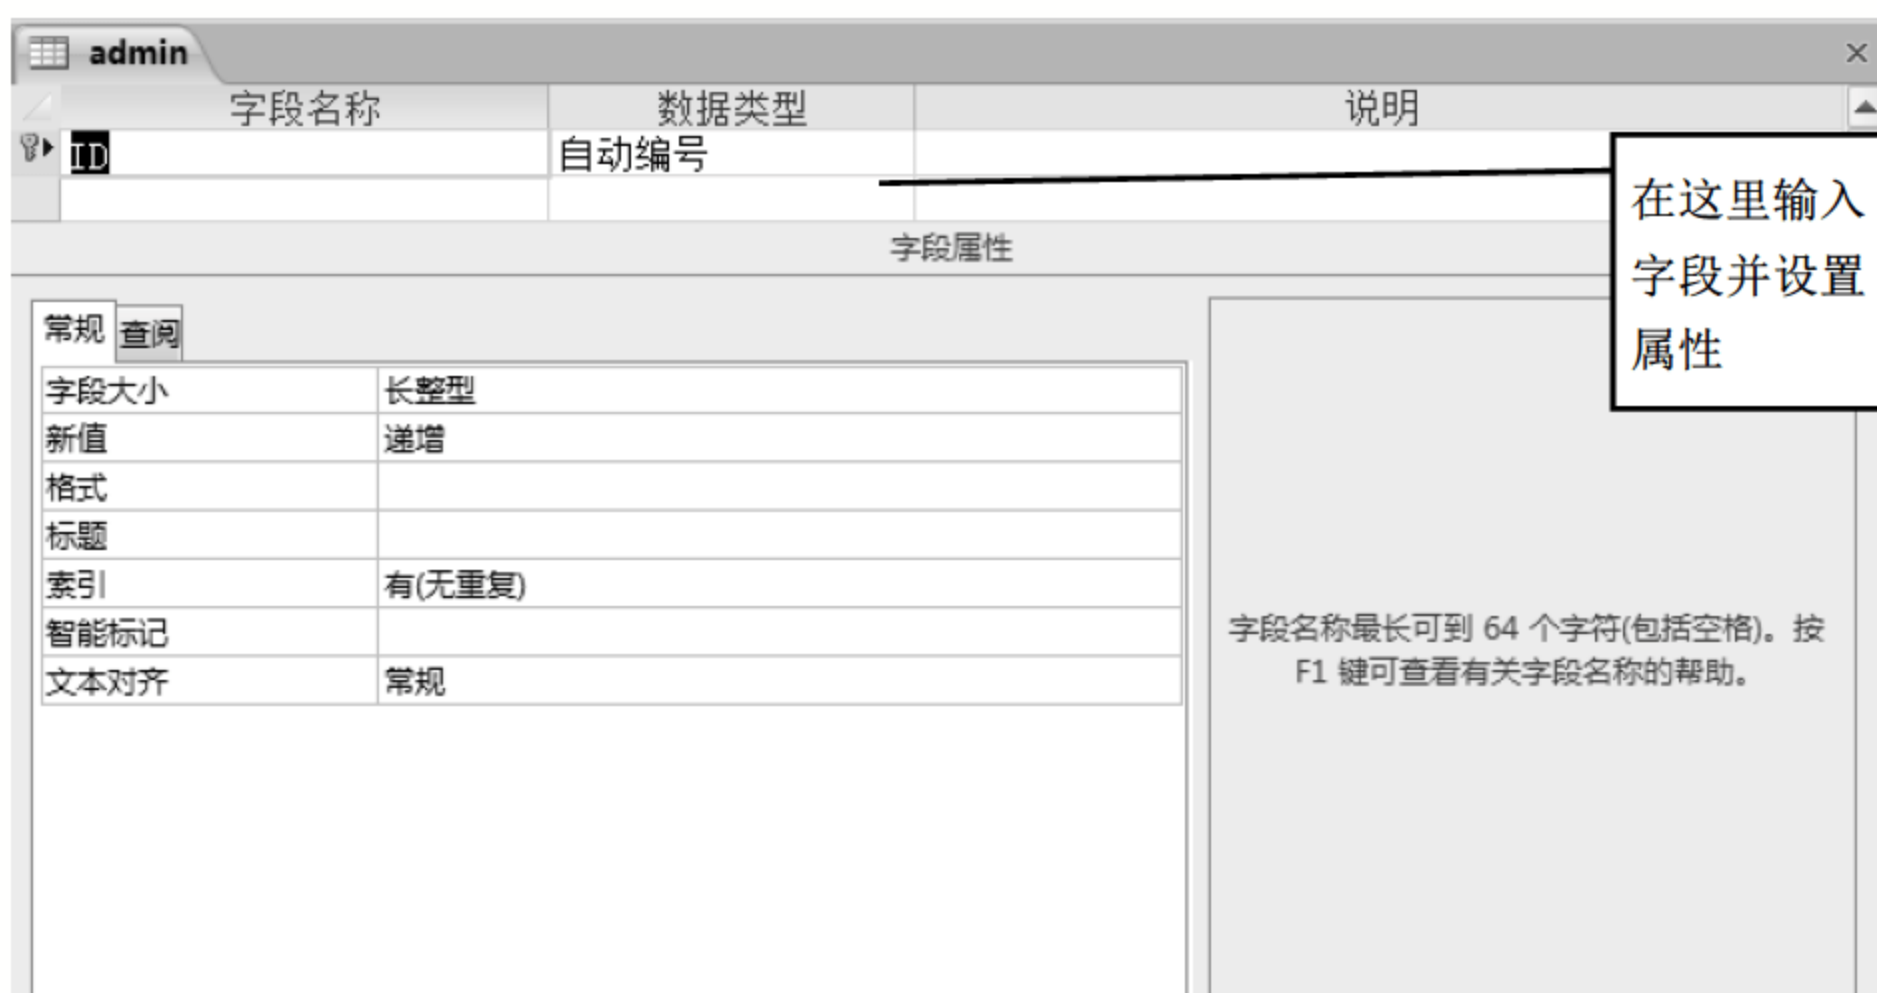 admin
字段名称 数据类型 说明
ID 自动编号
在这里输入
字段并设置
属性
字段属性
常规 查阅
字段大小 长整型
新值 递增
格式
标题
索引 有(无重复)
智能标记
文本对齐 常规
字段名称最长可到 64 个字符(包括空格)。按
F1 键可查看有关字段名称的帮助。